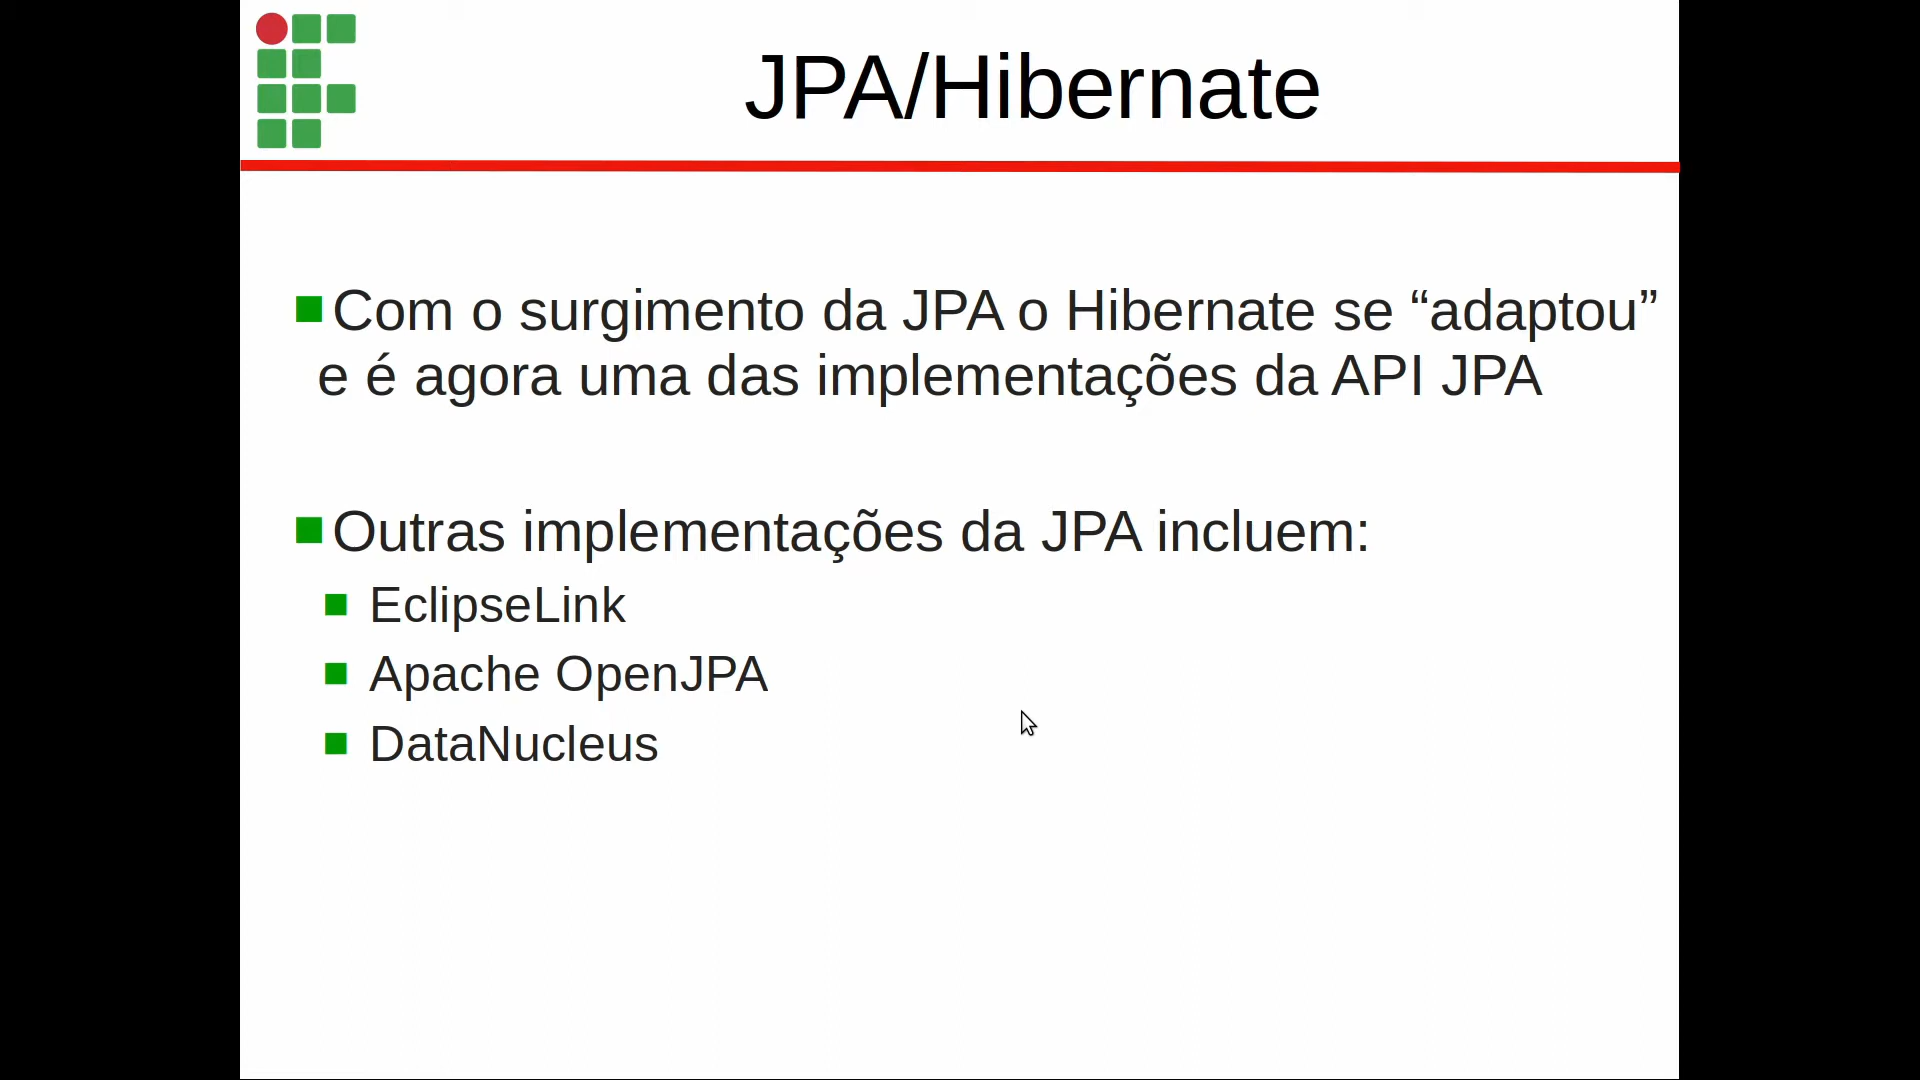 JPA/Hibernate
Com o surgimento da JPA o Hibernate se “adaptou”
e é agora uma das implementações da API JPA
Outras implementações da JPA incluem:
EclipseLink
Apache OpenJPA
DataNucleus